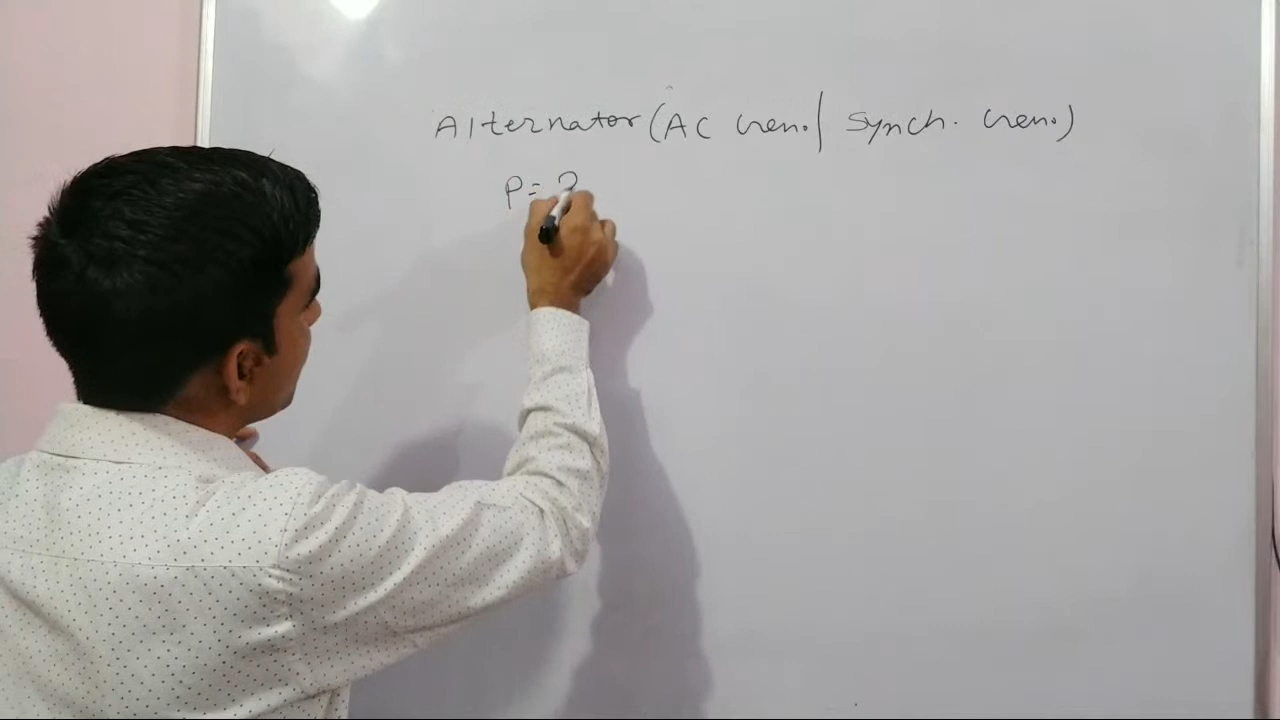 Alternator (AC Gen. | Synch. Gen.)
P = 2